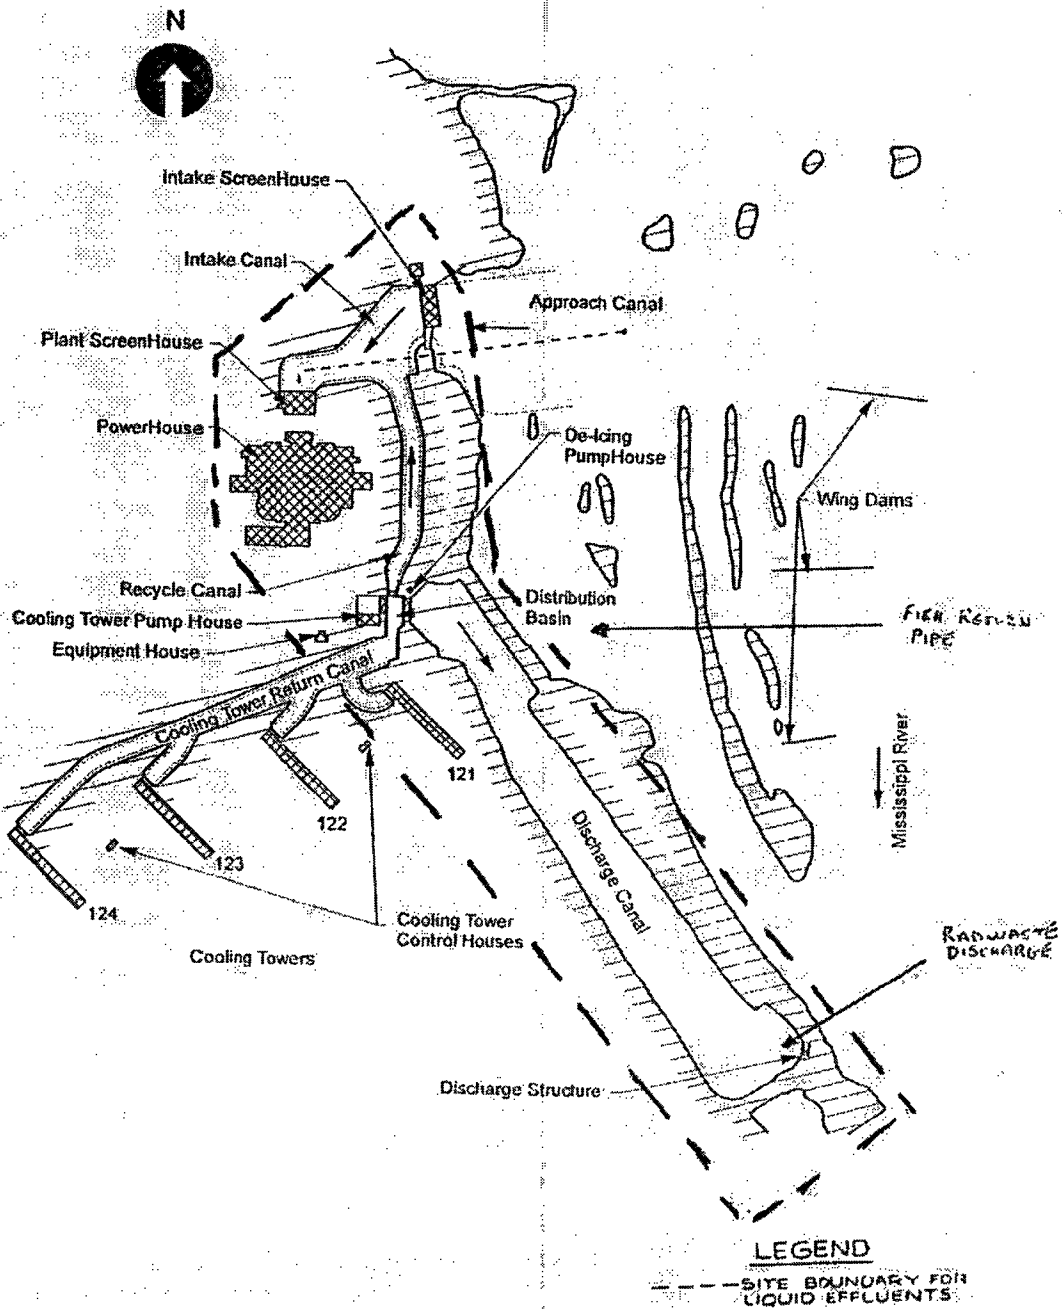 N
Intake ScreenHouse
Intake Canal
Approach Canal
Plant ScreenHouse
PowerHouse
De-Icing
PumpHouse
Wing Dams
Recycle Canal
Distribution
Basin
Cooling Tower Pump House
FISH RETURN
PIPE
Equipment House
Cooling Tower Return Canal
Mississippi River
121
122
123
124
Discharge Canal
Cooling Tower
Control Houses
RADWASTE
DISCHARGE
Cooling Towers
Discharge Structure
LEGEND
SITE BOUNDARY FOR
LIQUID EFFLUENTS